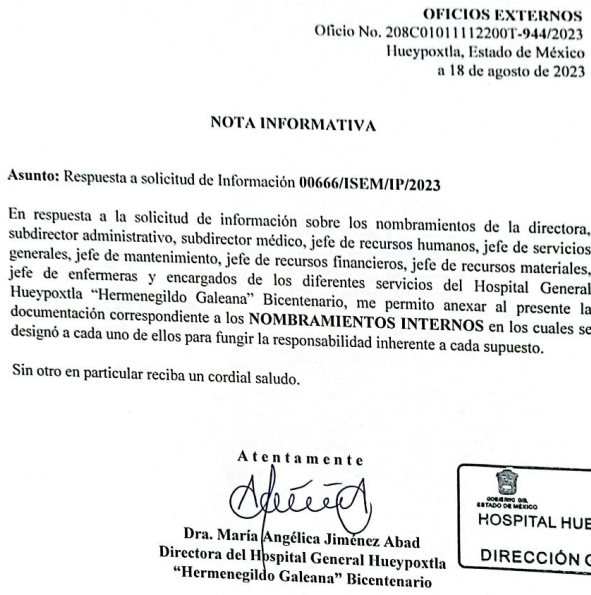 OFICIOS EXTERNOS
Oficio No. 208C01011112200T-944/2023
Hueypoxtla, Estado de México
a 18 de agosto de 2023
NOTA INFORMATIVA
Asunto: Respuesta a solicitud de Información 00666/ISEM/IP/2023
En respuesta a la solicitud de información sobre los nombramientos de la directora,
subdirector administrativo, subdirector médico, jefe de recursos humanos, jefe de servicios
generales, jefe de mantenimiento, jefe de recursos financieros, jefe de recursos materiales,
jefe de enfermeras y encargados de los diferentes servicios del Hospital General
Hueypoxtla “Hermenegildo Galeana” Bicentenario, me permito anexar al presente la
documentación correspondiente a los NOMBRAMIENTOS INTERNOS en los cuales se
designó a cada uno de ellos para fungir la responsabilidad inherente a cada supuesto.
Sin otro en particular reciba un cordial saludo.
Atentamente
Dra. María Angélica Jiménez Abad
Directora del Hospital General Hueypoxtla
“Hermenegildo Galeana” Bicentenario
GOBIERNO DEL
ESTADO DE MÉXICO
HOSPITAL HUE
DIRECCIÓN G